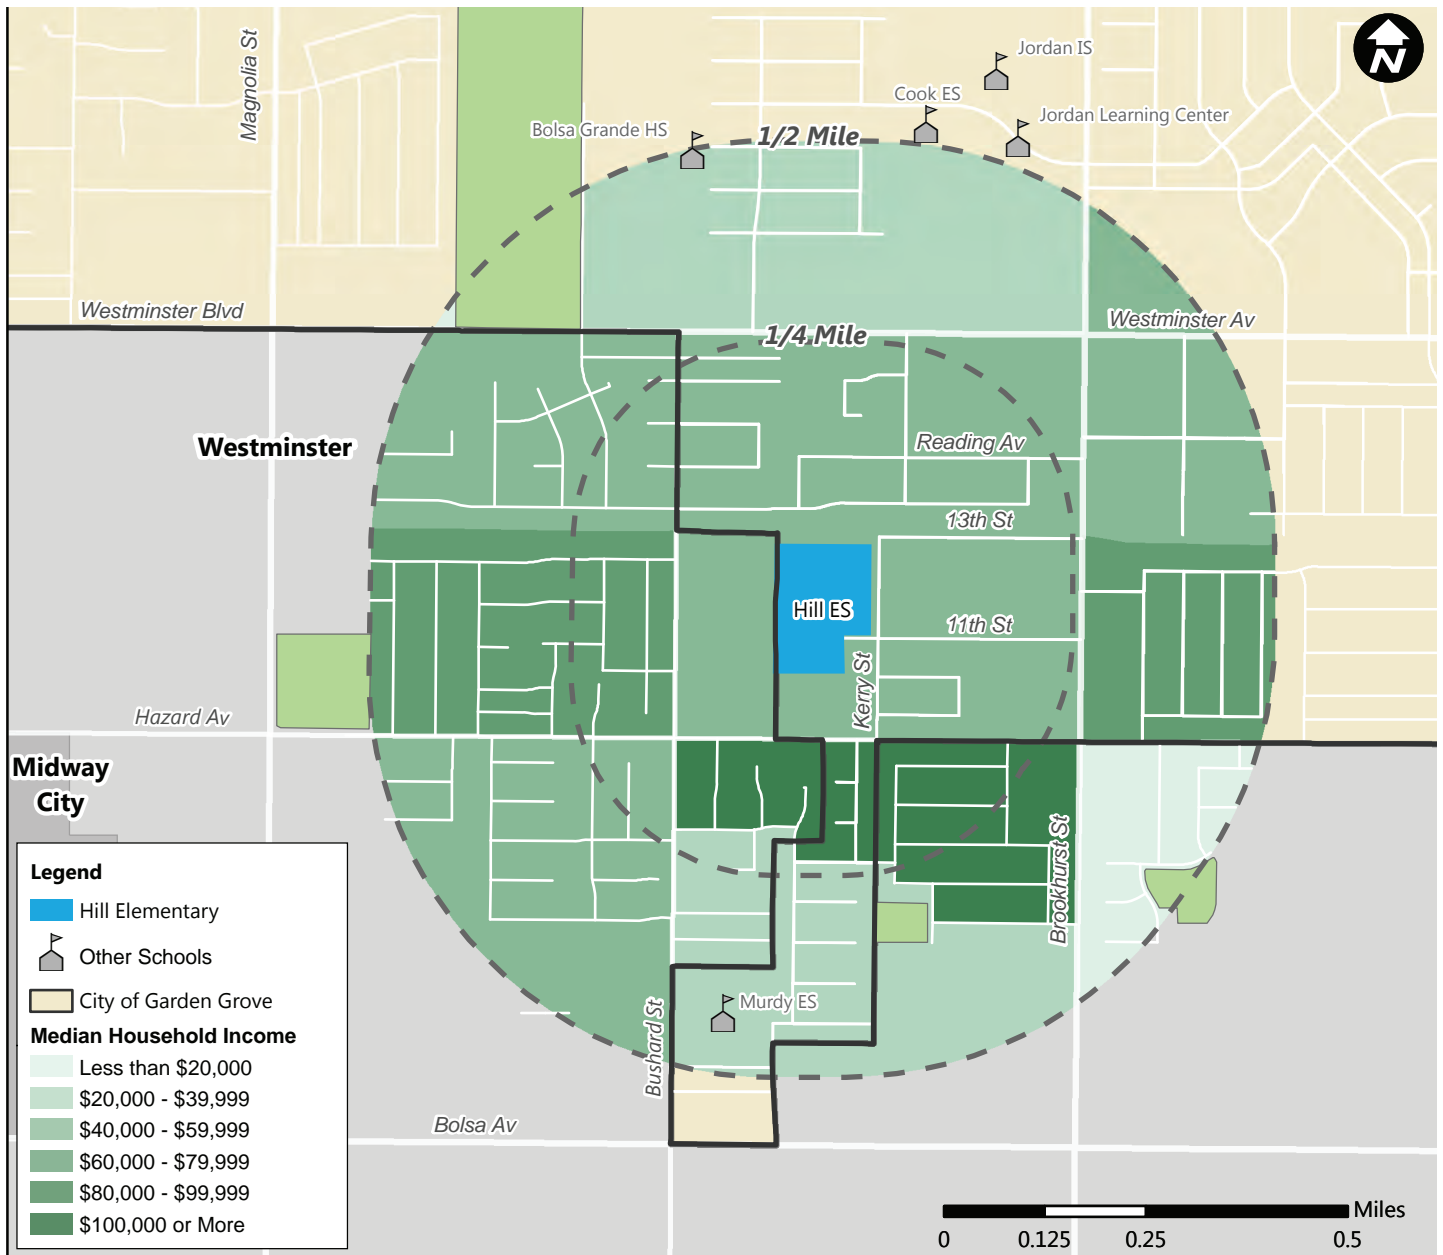 Magnolia St
Jordan IS
N
Cook ES
Jordan Learning Center
Bolsa Grande HS
1/2 Mile
Westminster Blvd
Westminster Av
1/4 Mile
Westminster
Reading Av
13th St
Hill ES
11th St
Kerry St
Hazard Av
Midway
City
Brookhurst St
Legend
Hill Elementary
Other Schools
City of Garden Grove
Median Household Income
Less than $20,000
$20,000 - $39,999
$40,000 - $59,999
$60,000 - $79,999
$80,000 - $99,999
$100,000 or More
Murdy ES
Bushard St
Bolsa Av
Miles
0 0.125 0.25 0.5